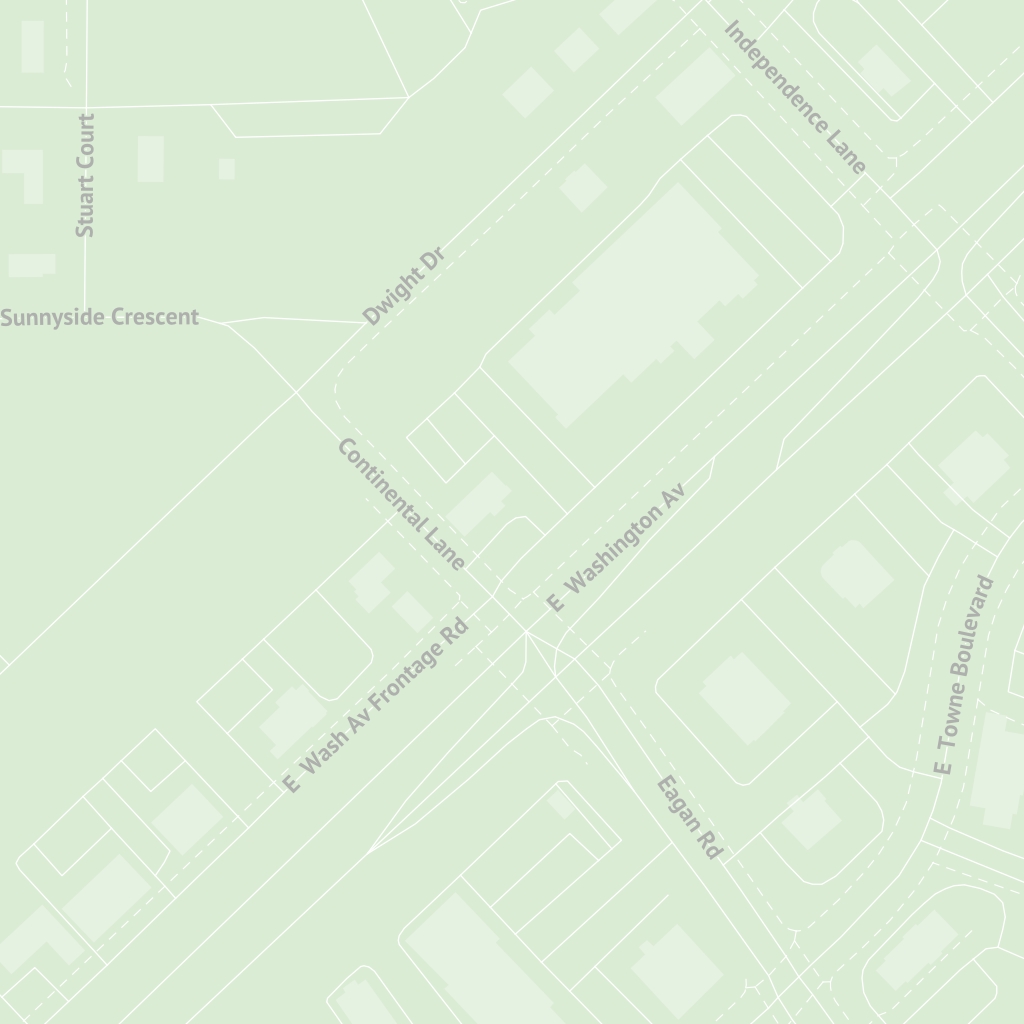 Independence Lane
Stuart Court
Dwight Dr
Sunnyside Crescent
Continental Lane
E Washington Av
E Wash Av Frontage Rd
E Towne Boulevard
Eagan Rd